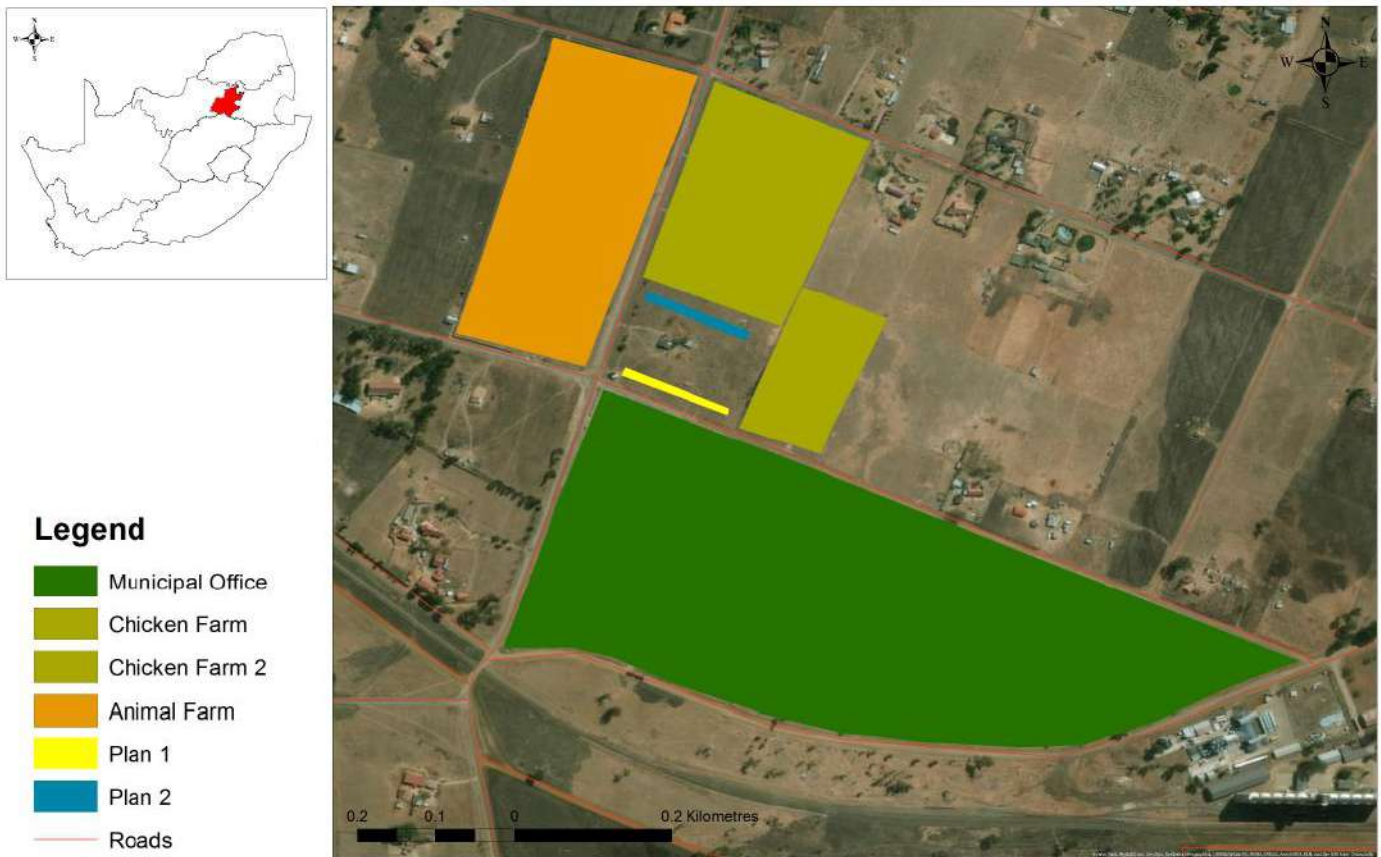 N
W E
S
N
W E
S
Legend
Municipal Office
Chicken Farm
Chicken Farm 2
Animal Farm
Plan 1
Plan 2
Roads
0.2 0.1 0 0.2 Kilometres